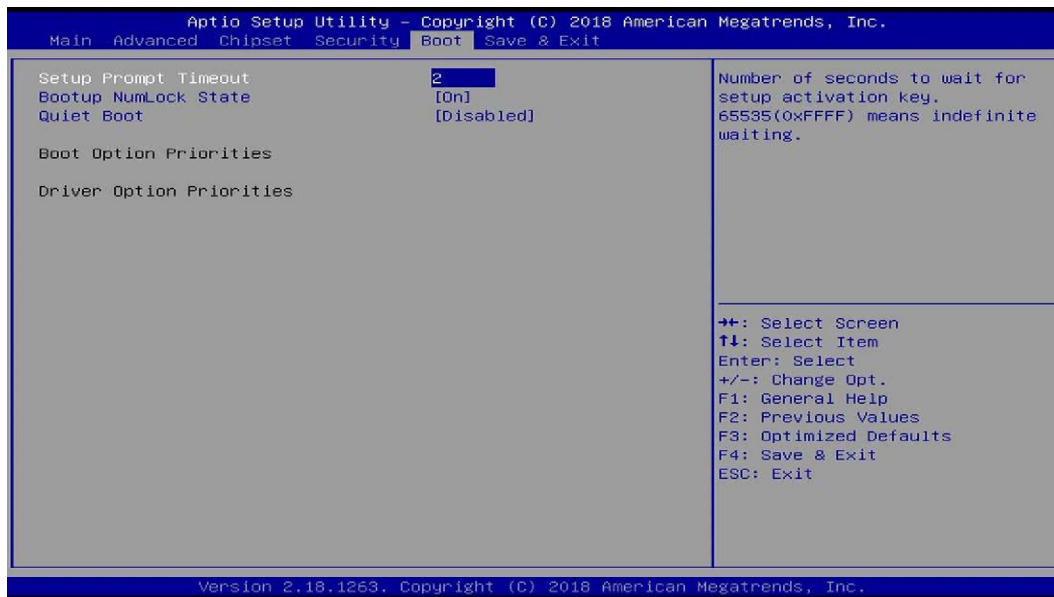 Aptio Setup Utility – Copyright (C) 2018 American Megatrends, Inc.
Main Advanced Chipset Security Boot Save & Exit
Setup Prompt Timeout 2
Bootup NumLock State [On]
Quiet Boot [Disabled]
Boot Option Priorities
Driver Option Priorities
Number of seconds to wait for
setup activation key.
65535(0xFFFF) means indefinite
waiting.
→←: Select Screen
↑↓: Select Item
Enter: Select
+/-: Change Opt.
F1: General Help
F2: Previous Values
F3: Optimized Defaults
F4: Save & Exit
ESC: Exit
Version 2.18.1263. Copyright (C) 2018 American Megatrends, Inc.